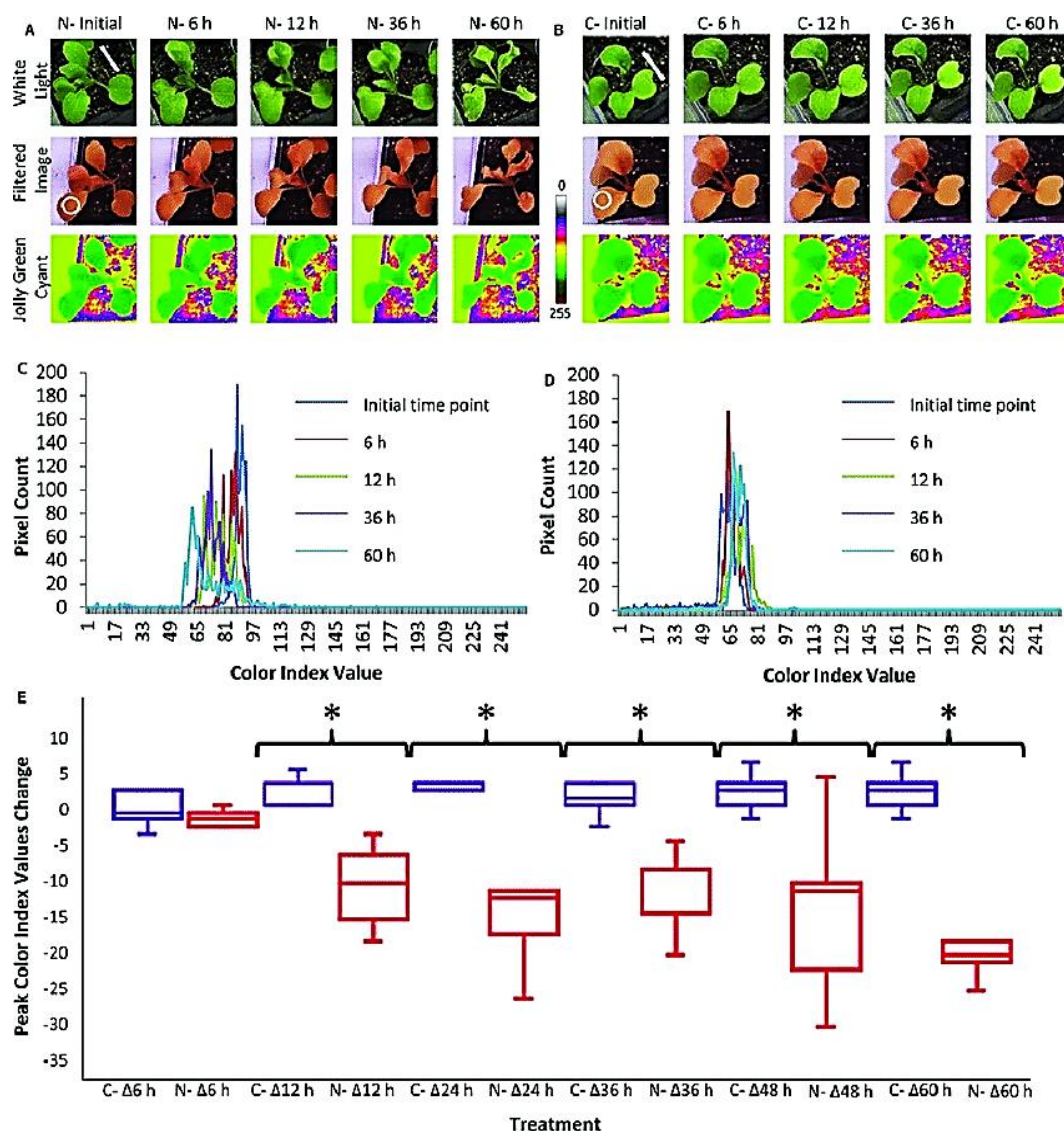 A
N- Initial
N- 6 h
N- 12 h
N- 36 h
N- 60 h
B
C- Initial
C- 6 h
C- 12 h
C- 36 h
C- 60 h
White
Light
Filtered
Image
Jolly Green
Cyant
0
255
C
Pixel Count
200
180
160
140
120
100
80
60
40
20
0
1
17
33
49
65
81
97
113
129
145
161
177
193
209
225
241
Color Index Value
Initial time point
6 h
12 h
36 h
60 h
D
Pixel Count
200
180
160
140
120
100
80
60
40
20
0
1
17
33
49
65
81
97
113
129
145
161
177
193
209
225
241
Color Index Value
Initial time point
6 h
12 h
36 h
60 h
E
Peak Color Index Values Change
10
5
0
-5
-10
-15
-20
-25
-30
-35
* * * * *
C- Δ6 h
N- Δ6 h
C- Δ12 h
N- Δ12 h
C- Δ24 h
N- Δ24 h
C- Δ36 h
N- Δ36 h
C- Δ48 h
N- Δ48 h
C- Δ60 h
N- Δ60 h
Treatment